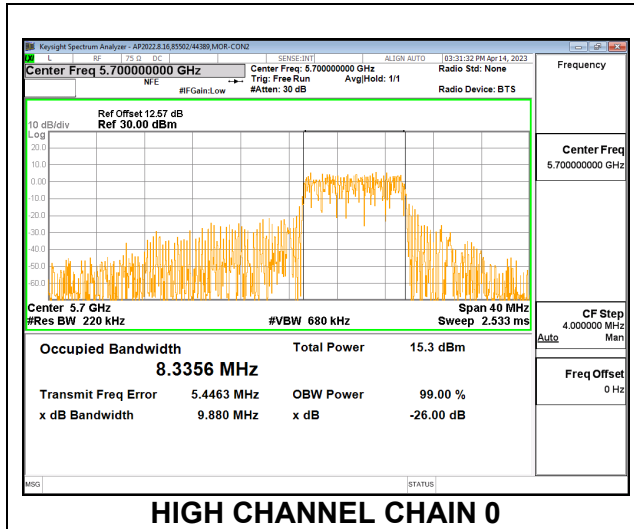 Keysight Spectrum Analyzer - AP2022.8.16,85502/44389,MOR-CON2
L RF 75 Ω DC SENSE:INT ALIGN AUTO 03:31:32 PM Apr 14, 2023
Center Freq 5.700000000 GHz
Center Freq: 5.700000000 GHz Radio Std: None
NFE Trig: Free Run Avg|Hold: 1/1
#IFGain:Low #Atten: 30 dB Radio Device: BTS
Frequency
Ref Offset 12.57 dB
10 dB/div Ref 30.00 dBm
Log
20.0
10.0
0.00
-10.0
-20.0
-30.0
-40.0
-50.0
-60.0
Center 5.7 GHz Span 40 MHz
#Res BW 220 kHz #VBW 680 kHz Sweep 2.533 ms
Center Freq
5.700000000 GHz
CF Step
4.000000 MHz
Auto Man
Freq Offset
0 Hz
Occupied Bandwidth Total Power 15.3 dBm
8.3356 MHz
Transmit Freq Error 5.4463 MHz OBW Power 99.00 %
x dB Bandwidth 9.880 MHz x dB -26.00 dB
MSG STATUS
HIGH CHANNEL CHAIN 0